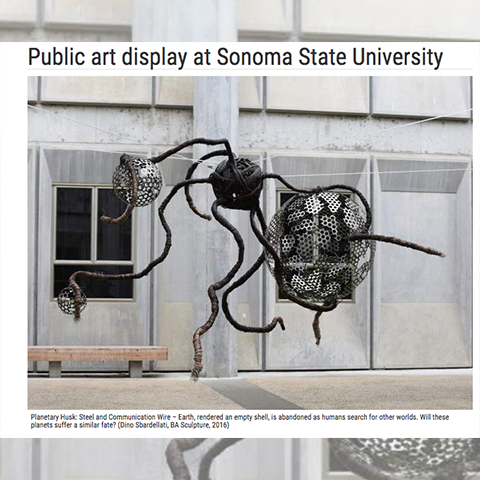 Public art display at Sonoma State University
Planetary Husk: Steel and Communication Wire – Earth, rendered an empty shell, is abandoned as humans search for other worlds. Will these
planets suffer a similar fate? (Dino Sbardellati, BA Sculpture, 2016)